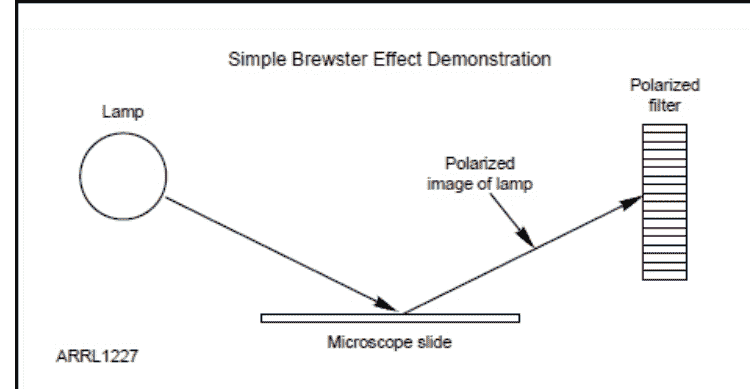 Simple Brewster Effect Demonstration
Lamp
Polarized
filter
Polarized
image of lamp
Microscope slide
ARRL1227